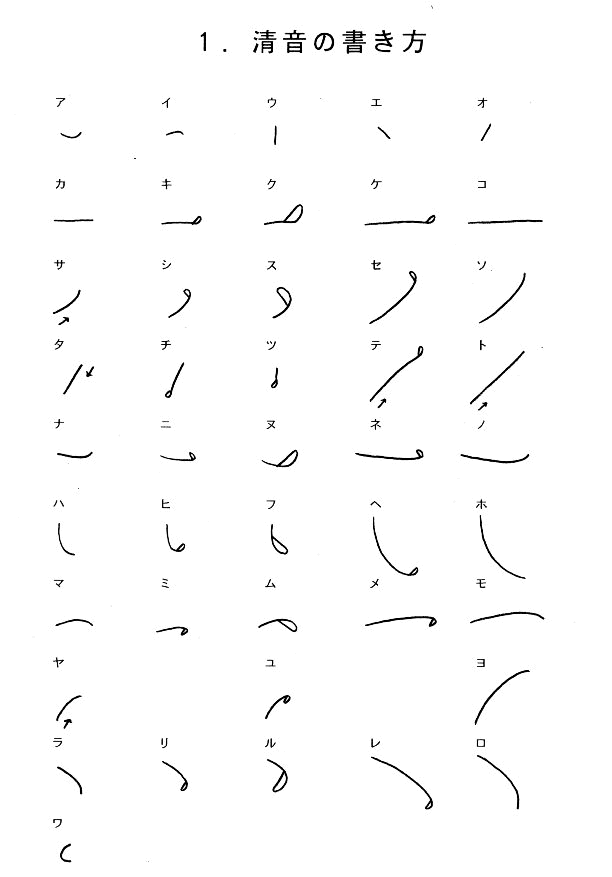 1. 清音の書き方
ア イ ウ エ オ
カ キ ク ケ コ
サ シ ス セ ソ
タ チ ツ テ ト
ナ ニ ヌ ネ ノ
ハ ヒ フ ヘ ホ
マ ミ ム メ モ
ヤ ユ ヨ
ラ リ ル レ ロ
ワ